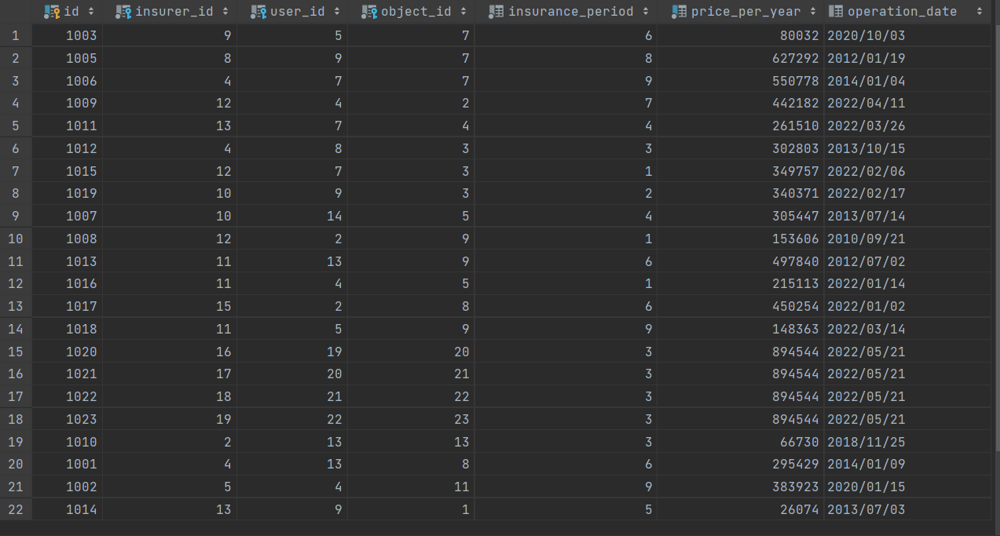 id insurer_id user_id object_id insurance_period price_per_year operation_date
1 1003 9 5 7 6 80032 2020/10/03
2 1005 8 9 7 8 627292 2012/01/19
3 1006 4 7 7 9 550778 2014/01/04
4 1009 12 4 2 7 442182 2022/04/11
5 1011 13 7 4 4 261510 2022/03/26
6 1012 4 8 3 3 302803 2013/10/15
7 1015 12 7 3 1 349757 2022/02/06
8 1019 10 9 3 2 340371 2022/02/17
9 1007 10 14 5 4 305447 2013/07/14
10 1008 12 2 9 1 153606 2010/09/21
11 1013 11 13 9 6 497840 2012/07/02
12 1016 11 4 5 1 215113 2022/01/14
13 1017 15 2 8 6 450254 2022/01/02
14 1018 11 5 9 9 148363 2022/03/14
15 1020 16 19 20 3 894544 2022/05/21
16 1021 17 20 21 3 894544 2022/05/21
17 1022 18 21 22 3 894544 2022/05/21
18 1023 19 22 23 3 894544 2022/05/21
19 1010 2 13 13 3 66730 2018/11/25
20 1001 4 13 8 6 295429 2014/01/09
21 1002 5 4 11 9 383923 2020/01/15
22 1014 13 9 1 5 26074 2013/07/03